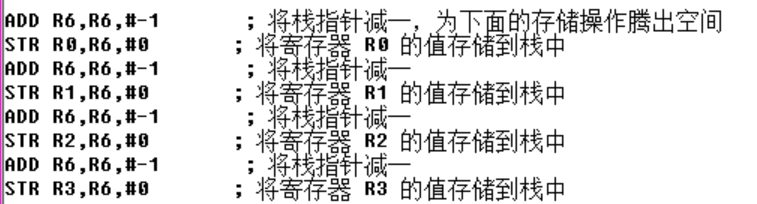 ADD R6,R6,#-1 ; 将栈指针减一，为下面的存储操作腾出空间
STR R0,R6,#0 ; 将寄存器 R0 的值存储到栈中
ADD R6,R6,#-1 ; 将栈指针减一
STR R1,R6,#0 ; 将寄存器 R1 的值存储到栈中
ADD R6,R6,#-1 ; 将栈指针减一
STR R2,R6,#0 ; 将寄存器 R2 的值存储到栈中
ADD R6,R6,#-1 ; 将栈指针减一
STR R3,R6,#0 ; 将寄存器 R3 的值存储到栈中